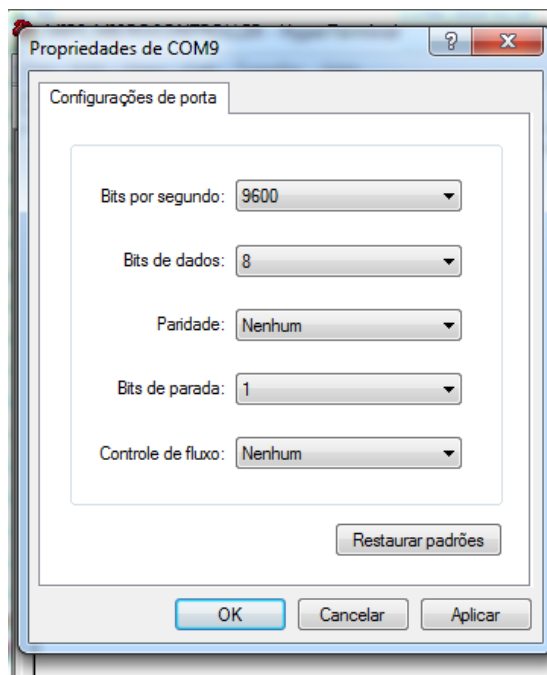 Propriedades de COM9
Configurações de porta
Bits por segundo: 9600
Bits de dados: 8
Paridade: Nenhum
Bits de parada: 1
Controle de fluxo: Nenhum
Restaurar padrões
OK Cancelar Aplicar